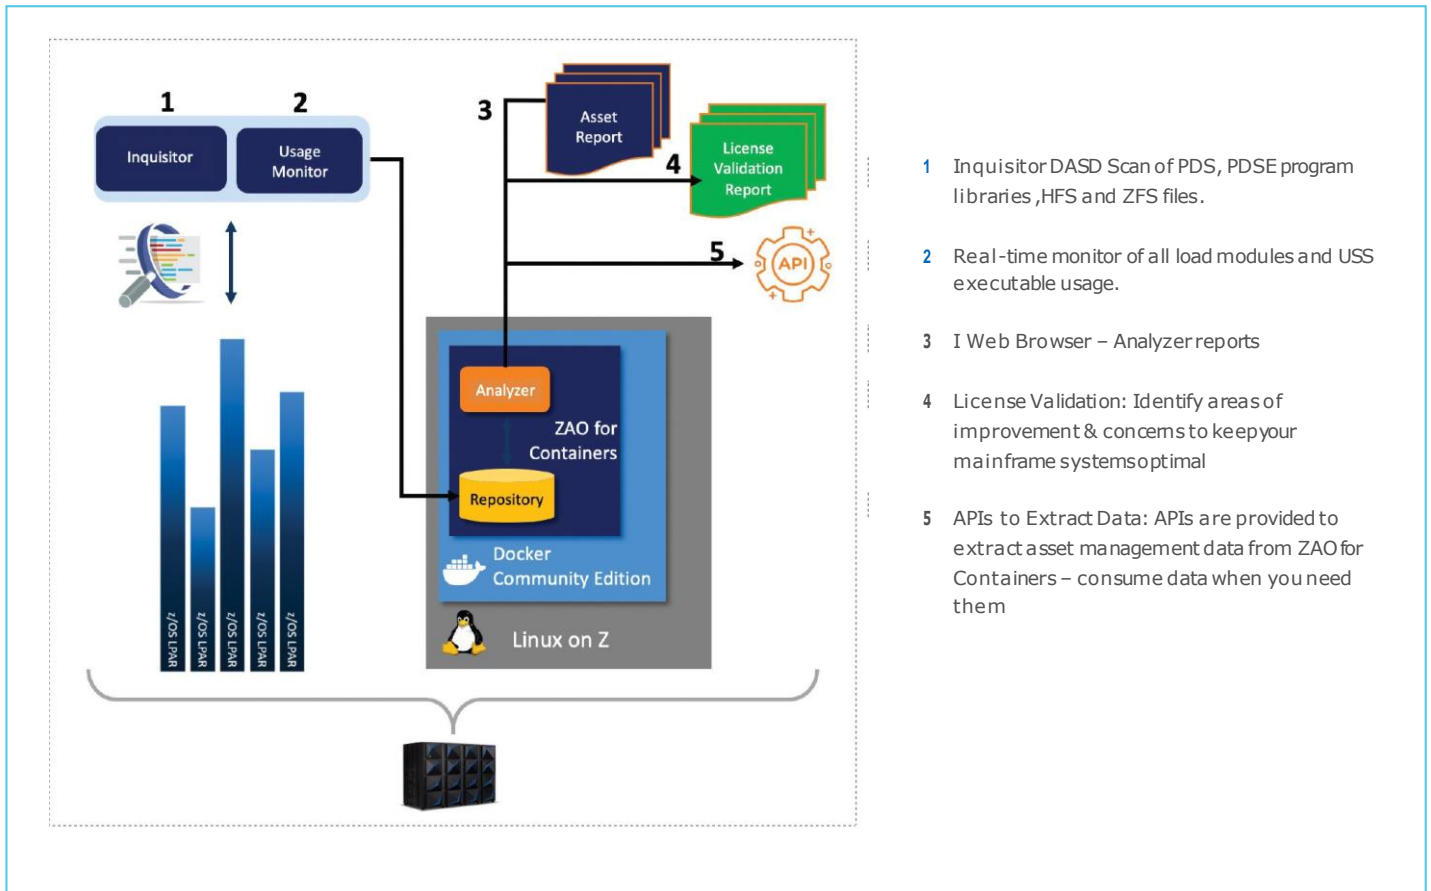 1
2
Inquisitor
Usage
Monitor
3
Asset
Report
4
License
Validation
Report
5
API
Analyzer
ZAO for
Containers
Repository
Docker
Community Edition
Linux on Z
z/OS LPAR
z/OS LPAR
z/OS LPAR
z/OS LPAR
z/OS LPAR
1 Inquisitor DASD Scan of PDS, PDSE program
libraries ,HFS and ZFS files.
2 Real-time monitor of all load modules and USS
executable usage.
3 I Web Browser – Analyzer reports
4 License Validation: Identify areas of
improvement & concerns to keepyour
mainframe systemsoptimal
5 APIs to Extract Data: APIs are provided to
extract asset management data from ZAO for
Containers – consume data when you need
them